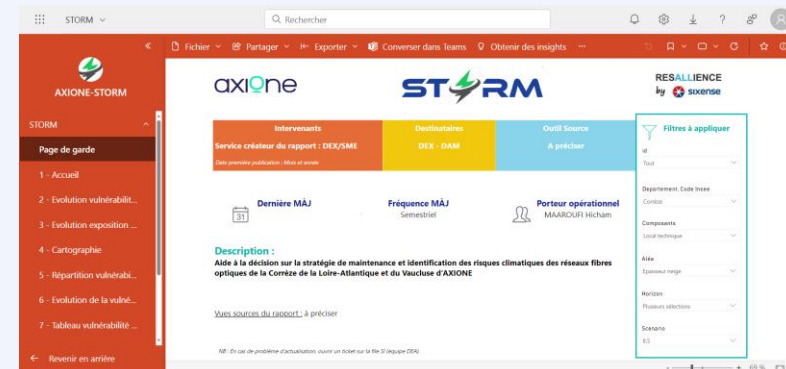 STORM
Rechercher
Fichier
Partager
Exporter
Converser dans Teams
Obtenir des insights
AXIONE-STORM
STORM
Page de garde
1 - Accueil
2 - Evolution vulnérabilit...
3 - Evolution exposition ...
4 - Cartographie
5 - Répartition vulnérabi...
6 - Evolution de la vulné...
7 - Tableau vulnérabilité ...
Revenir en arrière
axione
STORM
RESALLIENCE
by sixense
Intervenants
Service créateur du rapport : DEX/SME
Date première publication : Mois et année
Destinataires
DEX - DAM
Outil Source
A préciser
31
Dernière MÀJ
Fréquence MÀJ
Semestriel
Porteur opérationnel
MAAROUFI Hicham
Description :
Aide à la décision sur la stratégie de maintenance et identification des risques climatiques des réseaux fibres
optiques de la Corrèze de la Loire-Atlantique et du Vaucluse d'AXIONE
Vues sources du rapport : à préciser
NB : En cas de problème d'actualisation, ouvrir un ticket sur la file SI (equipe DEA).
Filtres à appliquer
id
Tout
Departement, Code Insee
Corrèze
Composants
Local technique
Aléa
Epaisseur neige
Horizon
Plusieurs sélections
Scenario
8.5
69 %